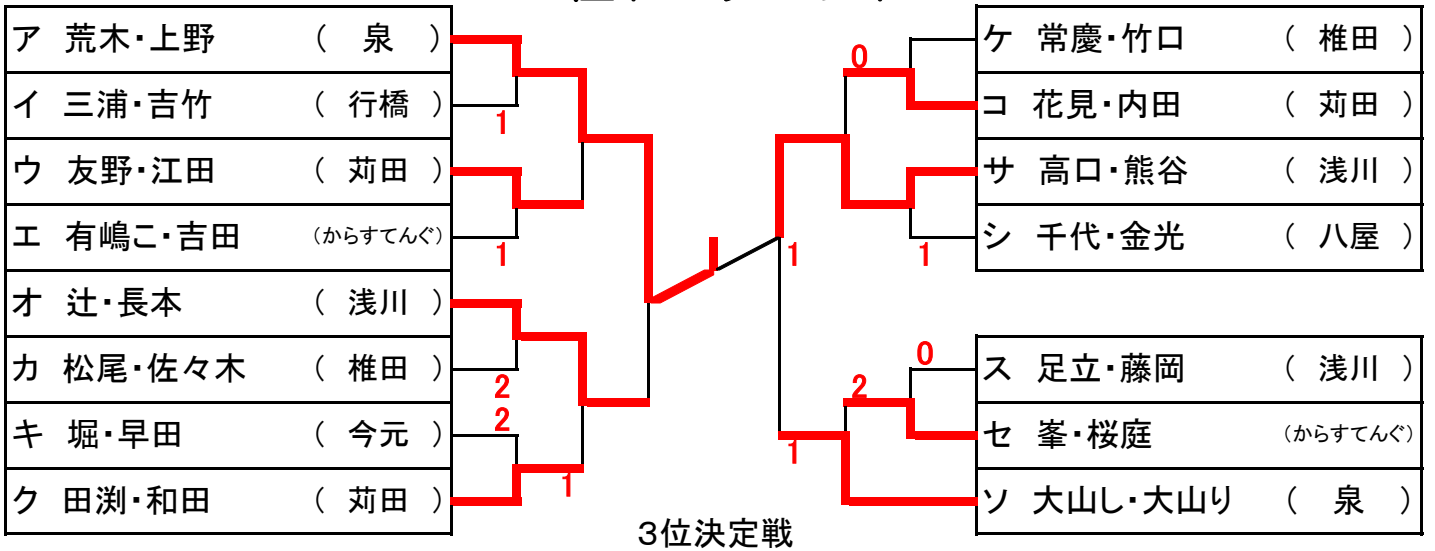 ア 荒木・上野 ( 泉 )
イ 三浦・吉竹 ( 行橋 )
1
ウ 友野・江田 ( 苅田 )
エ 有嶋こ・吉田 (からすてんぐ)
1
オ 辻・長本 ( 浅川 )
カ 松尾・佐々木 ( 椎田 )
2
2
キ 堀・早田 ( 今元 )
1
ク 田渕・和田 ( 苅田 )
ケ 常慶・竹口 ( 椎田 )
0
コ 花見・内田 ( 苅田 )
サ 高口・熊谷 ( 浅川 )
1
1
シ 千代・金光 ( 八屋 )
0
ス 足立・藤岡 ( 浅川 )
2
セ 峯・桜庭 (からすてんぐ)
1
ソ 大山し・大山り ( 泉 )
3位決定戦